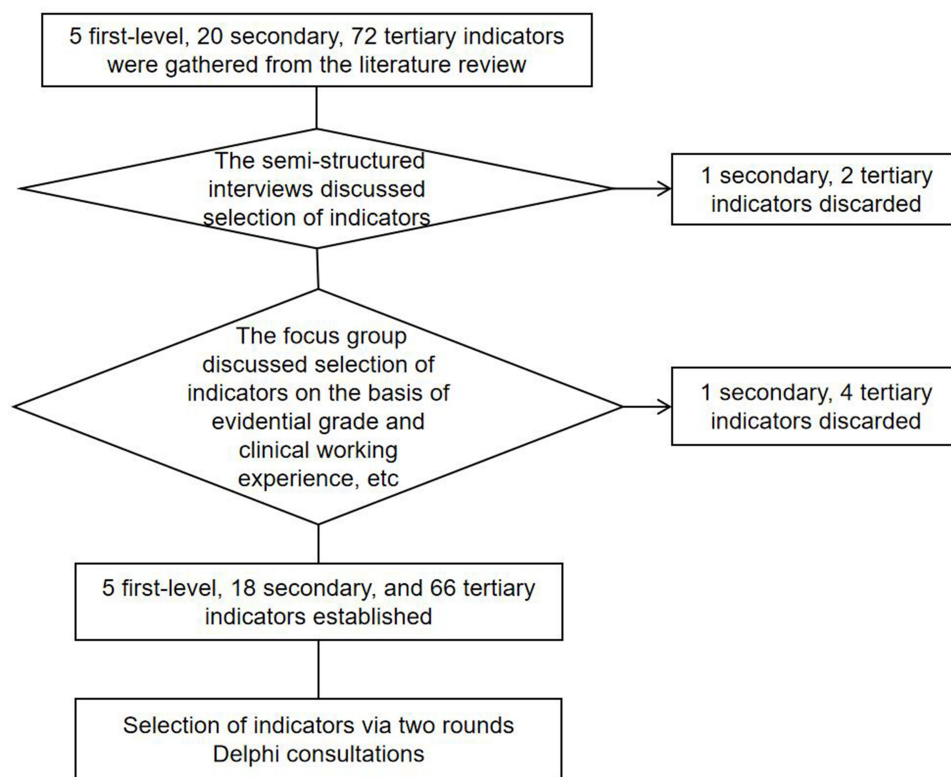 5 first-level, 20 secondary, 72 tertiary indicators
were gathered from the literature review
The semi-structured
interviews discussed
selection of indicators
1 secondary, 2 tertiary
indicators discarded
The focus group
discussed selection of
indicators on the basis of
evidential grade and
clinical working
experience, etc
1 secondary, 4 tertiary
indicators discarded
5 first-level, 18 secondary, and 66 tertiary
indicators established
Selection of indicators via two rounds
Delphi consultations